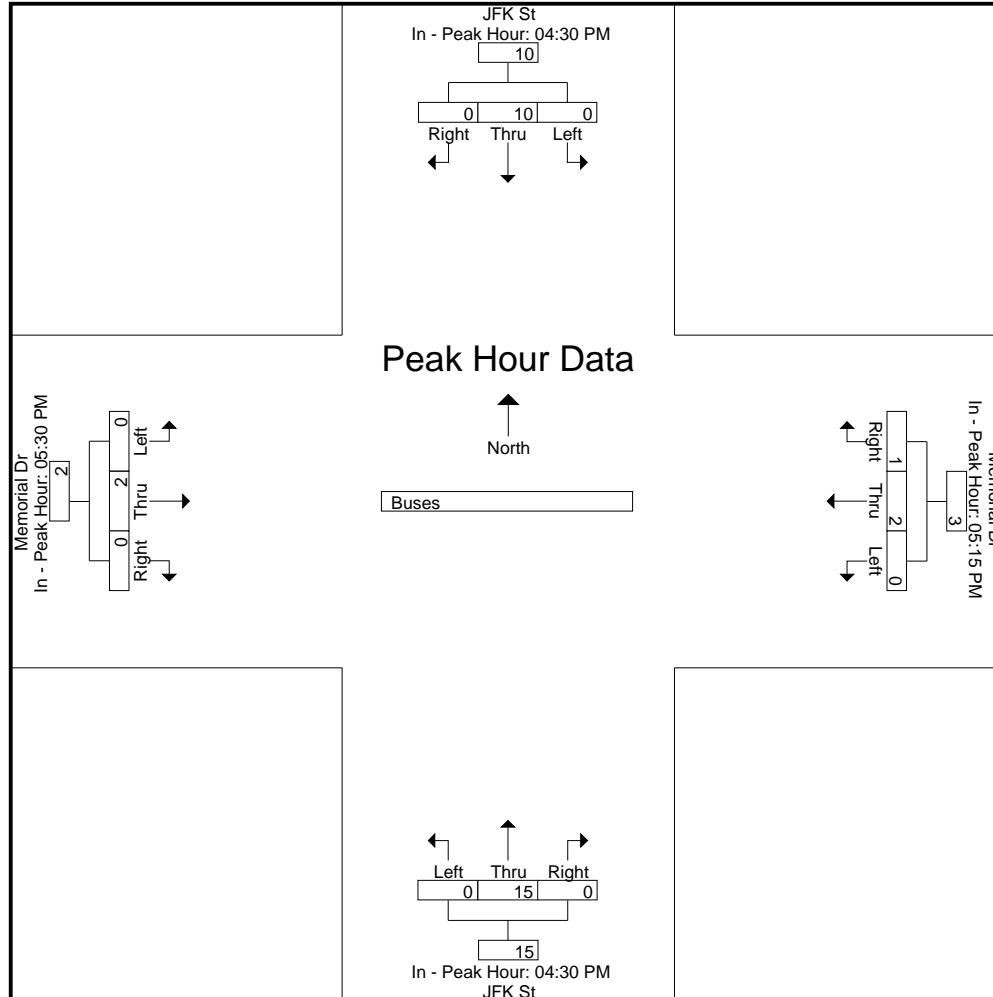 JFK St
In - Peak Hour: 04:30 PM
10
0 10 0
Right Thru Left
Peak Hour Data
North
Buses
Memorial Dr
In - Peak Hour: 05:30 PM
2
0 2 0
Left Thru Right
In - Peak Hour: 05:15 PM
3
1 2 0
Right Thru Left
Left Thru Right
0 15 0
15
In - Peak Hour: 04:30 PM
JFK St